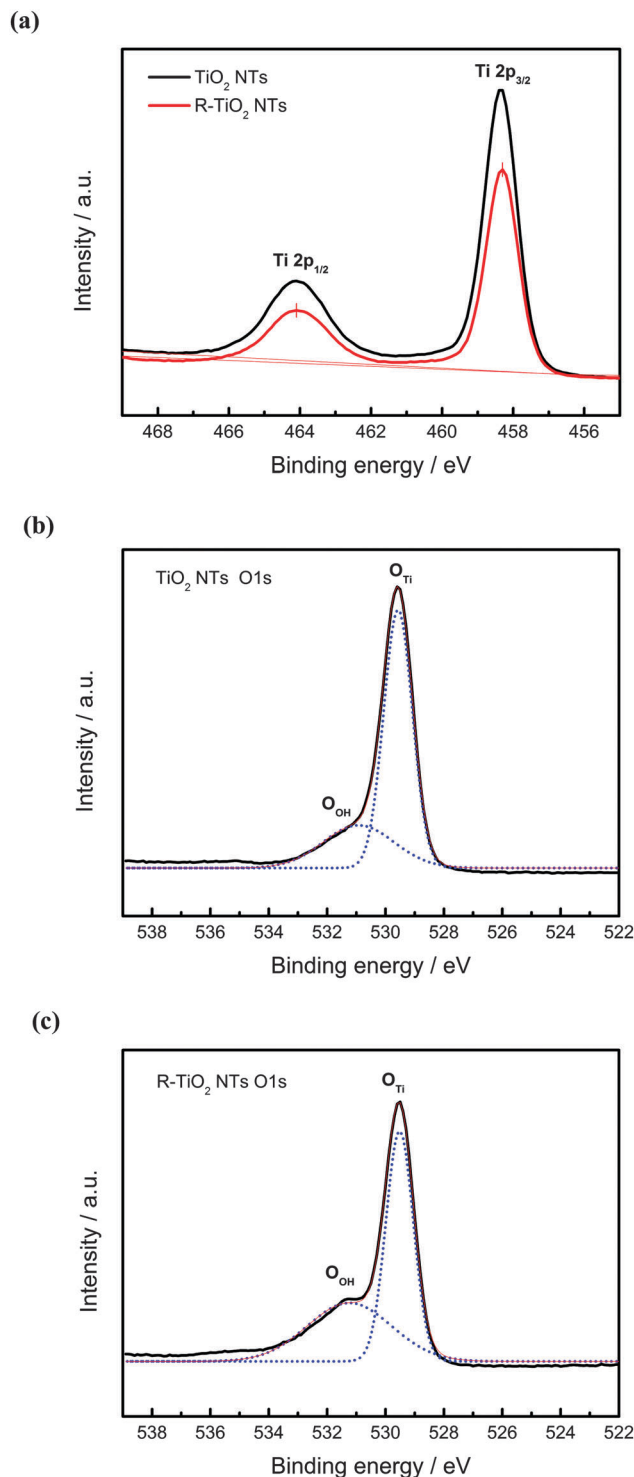 (a)
TiO2 NTs
R-TiO2 NTs
Ti 2p3/2
Ti 2p1/2
Intensity / a.u.
468 466 464 462 460 458 456
Binding energy / eV
(b)
TiO2 NTs O1s
OTi
OOH
Intensity / a.u.
538 536 534 532 530 528 526 524 522
Binding energy / eV
(c)
R-TiO2 NTs O1s
OTi
OOH
Intensity / a.u.
538 536 534 532 530 528 526 524 522
Binding energy / eV